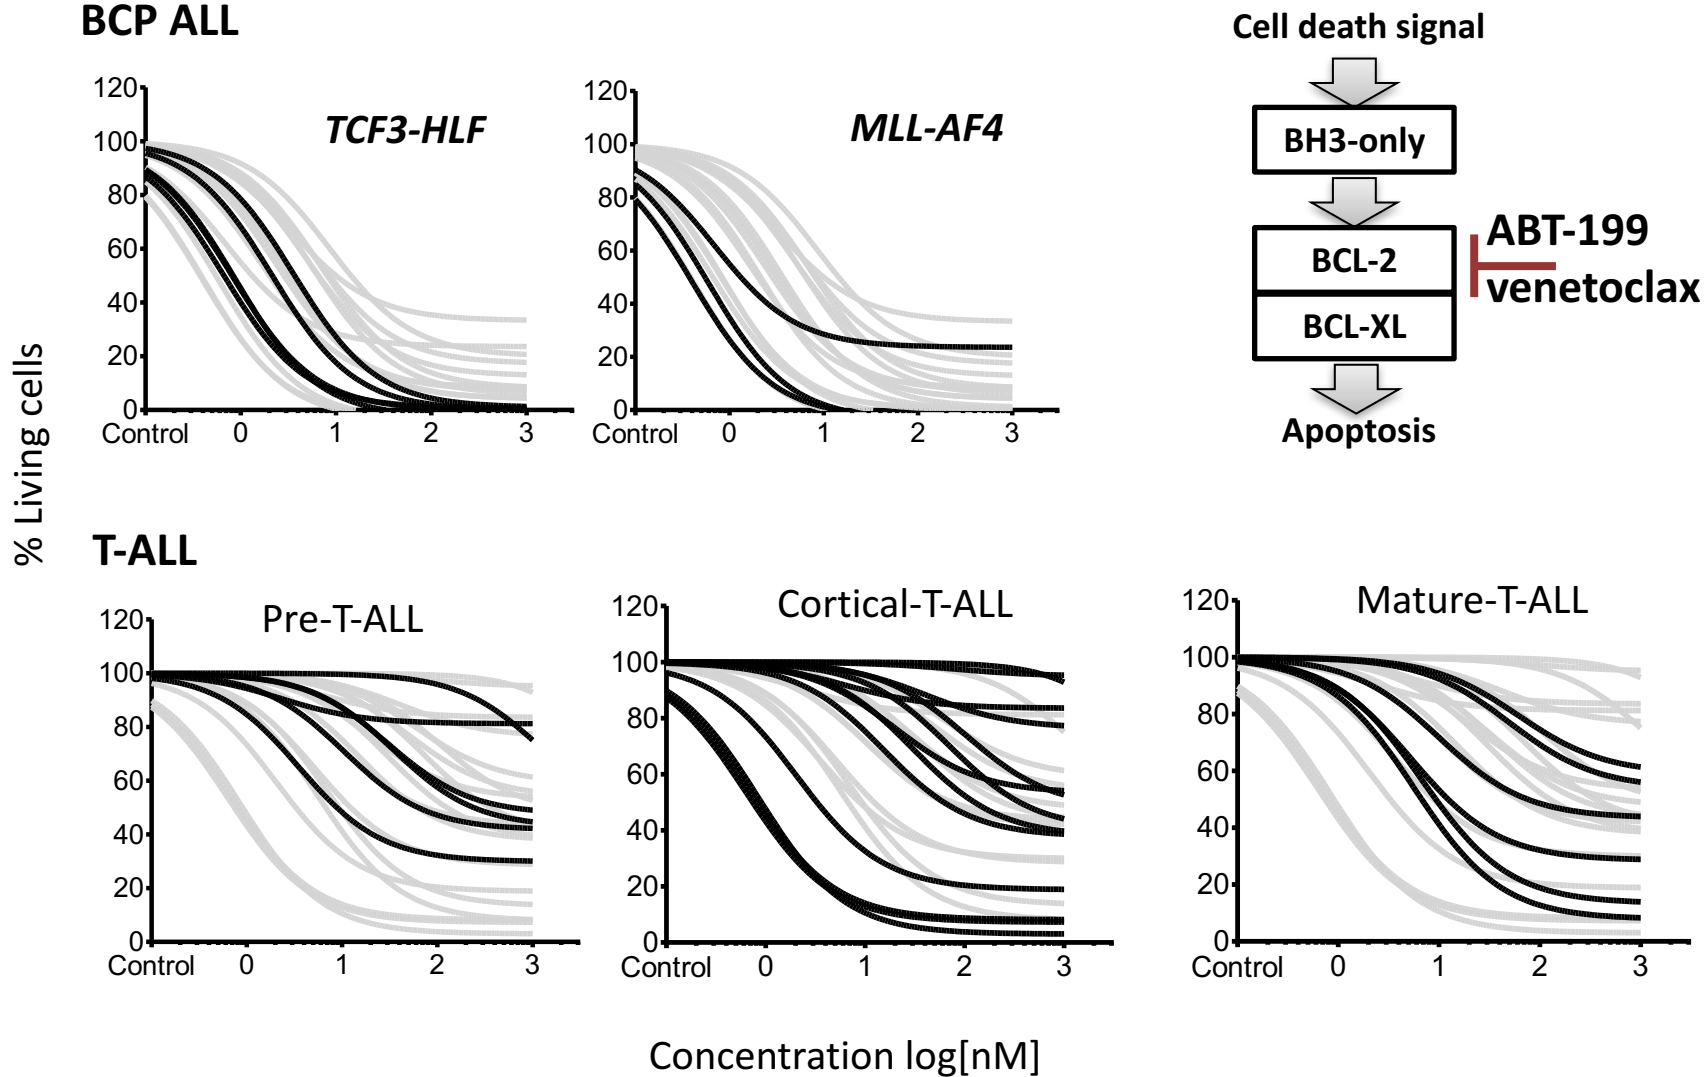 BCP ALL
TCF3-HLF
120
100
80
60
40
20
0
Control 0 1 2 3
MLL-AF4
120
100
80
60
40
20
0
Control 0 1 2 3
Cell death signal
BH3-only
BCL-2
BCL-XL
Apoptosis
ABT-199
venetoclax
% Living cells
T-ALL
Pre-T-ALL
120
100
80
60
40
20
0
Control 0 1 2 3
Cortical-T-ALL
120
100
80
60
40
20
0
Control 0 1 2 3
Mature-T-ALL
120
100
80
60
40
20
0
Control 0 1 2 3
Concentration log[nM]